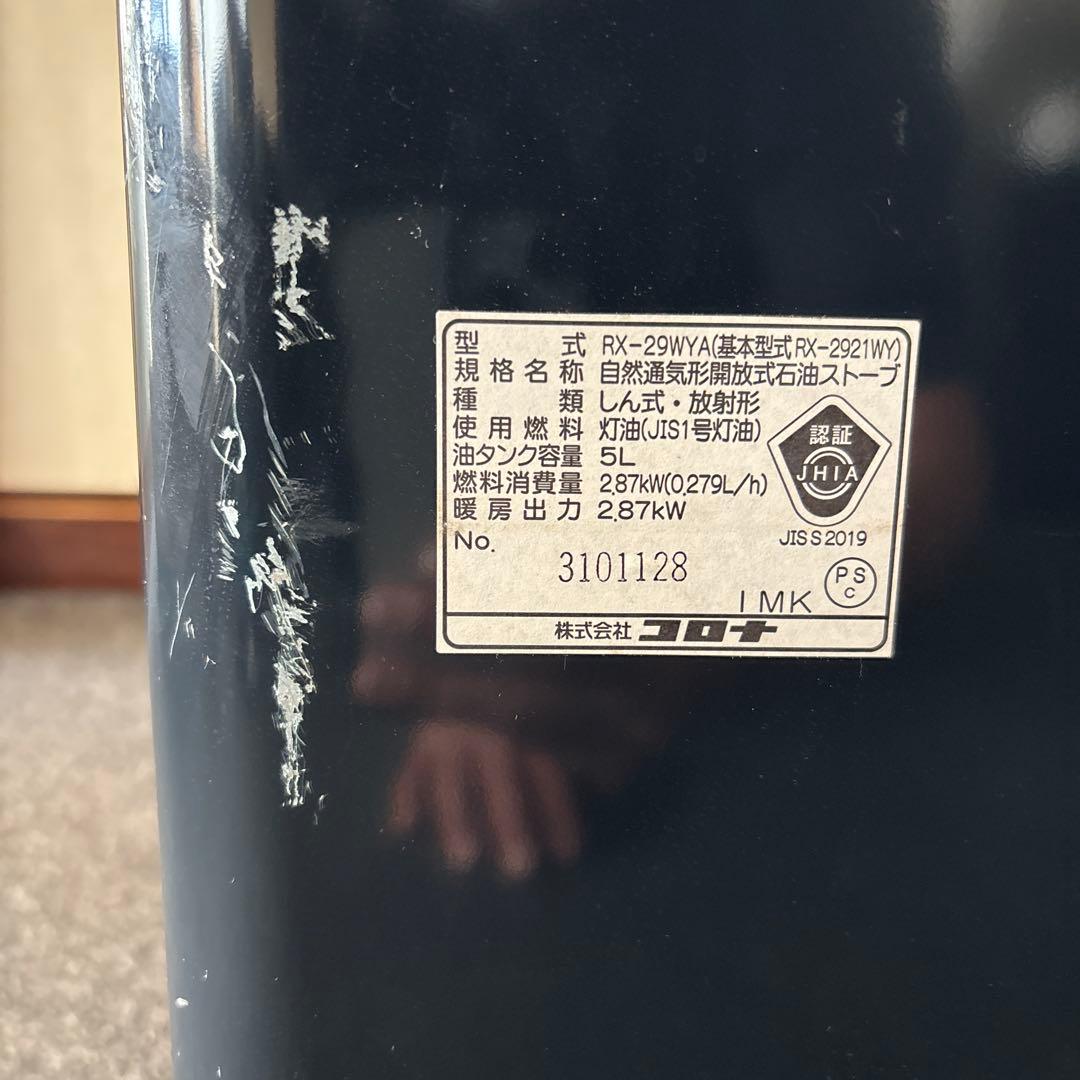 型式 RX-29WYA(基本型式 RX-2921WY)
規格名称 自然通気形開放式石油ストーブ
種類 しん式・放射形
使用燃料 灯油(JIS1号灯油)
油タンク容量 5L
燃料消費量 2.87kW(0.279L/h)
暖房出力 2.87kW
認証
JHIA
JIS S 2019
No. 3101128
PS C
1MK
株式会社 コロナ